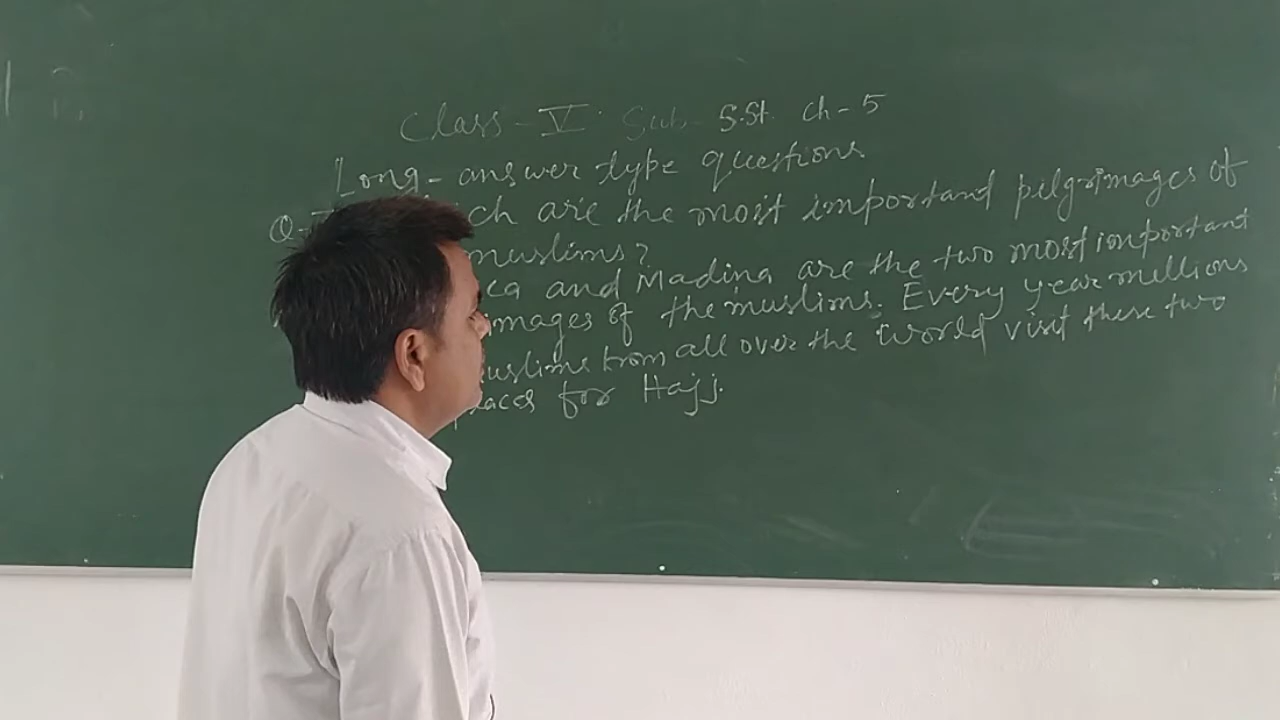 Class - V. Sub- S.St. ch-5
Long- answer type questions
Q- ch are the most important pilgrimages of
muslims?
ca and Madina are the two most important
mages of the muslims. Every year millions
uslims from all over the world visit these two
laces for Hajj.